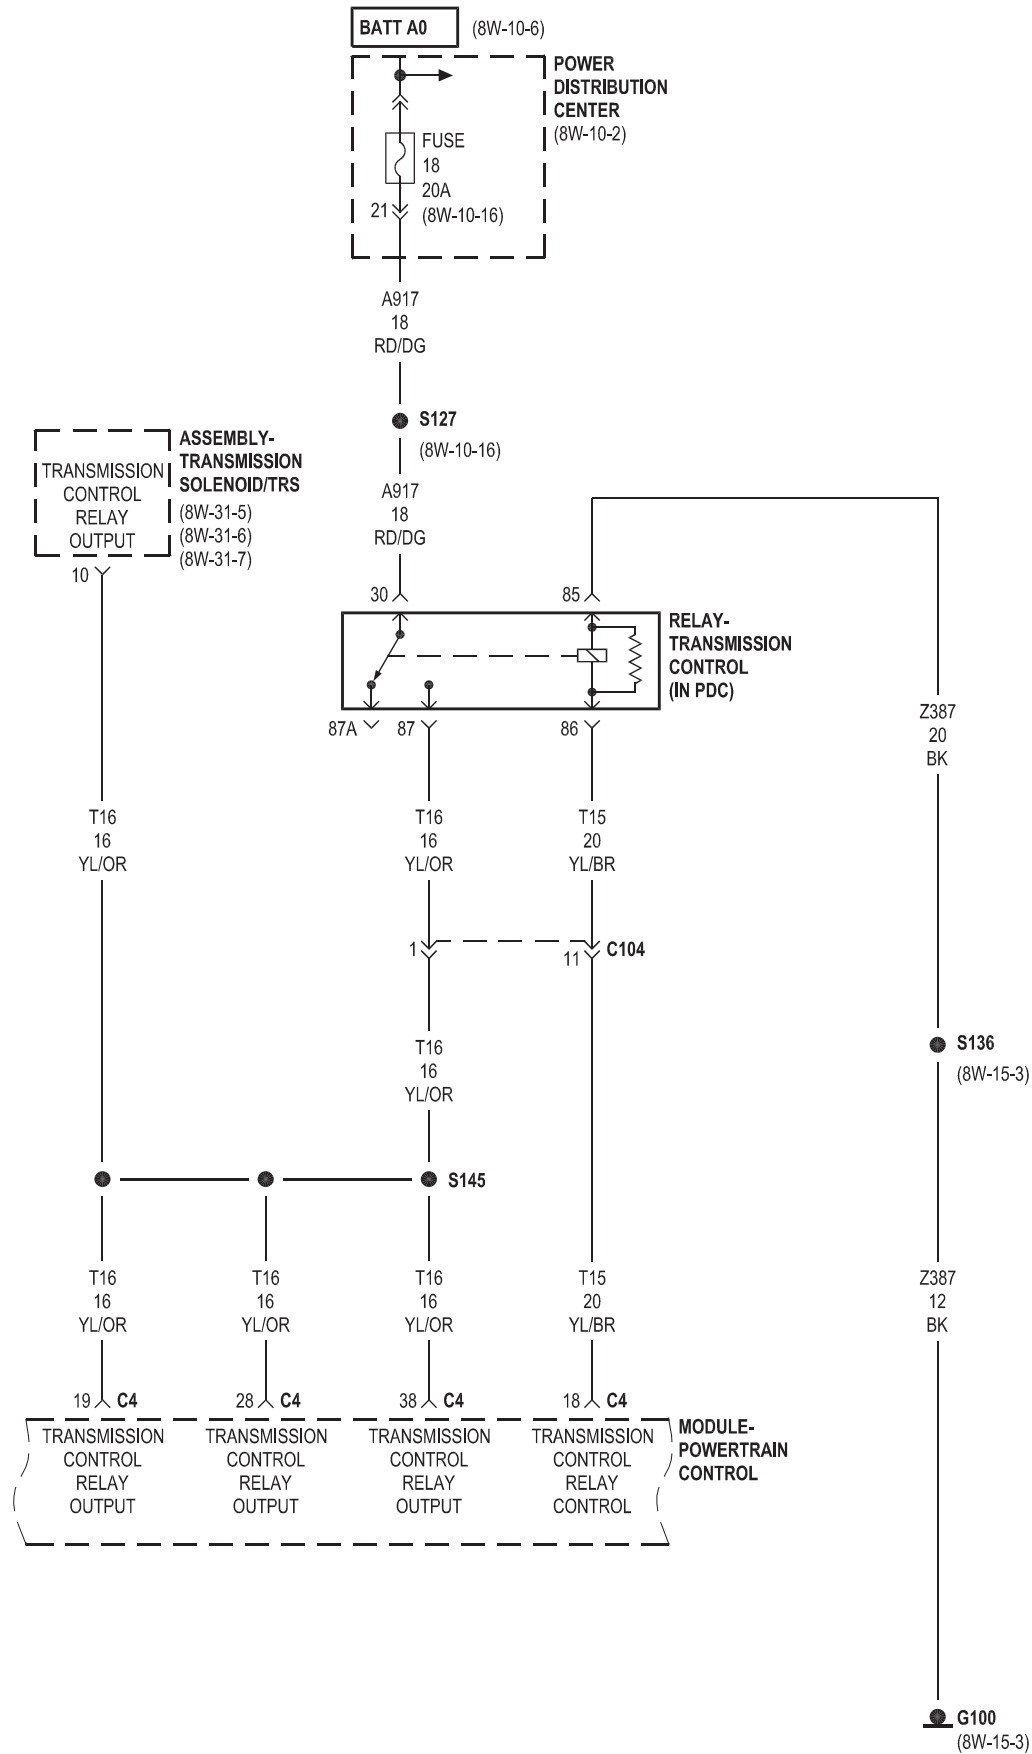 BATT A0
(8W-10-6)
POWER
DISTRIBUTION
CENTER
(8W-10-2)
FUSE
18
20A
(8W-10-16)
21
A917
18
RD/DG
S127
(8W-10-16)
A917
18
RD/DG
ASSEMBLY-
TRANSMISSION
SOLENOID/TRS
(8W-31-5)
(8W-31-6)
(8W-31-7)
TRANSMISSION
CONTROL
RELAY
OUTPUT
10
30
85
RELAY-
TRANSMISSION
CONTROL
(IN PDC)
87A
87
86
Z387
20
BK
T16
16
YL/OR
T16
16
YL/OR
T15
20
YL/BR
1
11
C104
T16
16
YL/OR
S136
(8W-15-3)
S145
T16
16
YL/OR
T16
16
YL/OR
T16
16
YL/OR
T15
20
YL/BR
Z387
12
BK
19 C4
28 C4
38 C4
18 C4
TRANSMISSION
CONTROL
RELAY
OUTPUT
TRANSMISSION
CONTROL
RELAY
OUTPUT
TRANSMISSION
CONTROL
RELAY
OUTPUT
TRANSMISSION
CONTROL
RELAY
CONTROL
MODULE-
POWERTRAIN
CONTROL
G100
(8W-15-3)